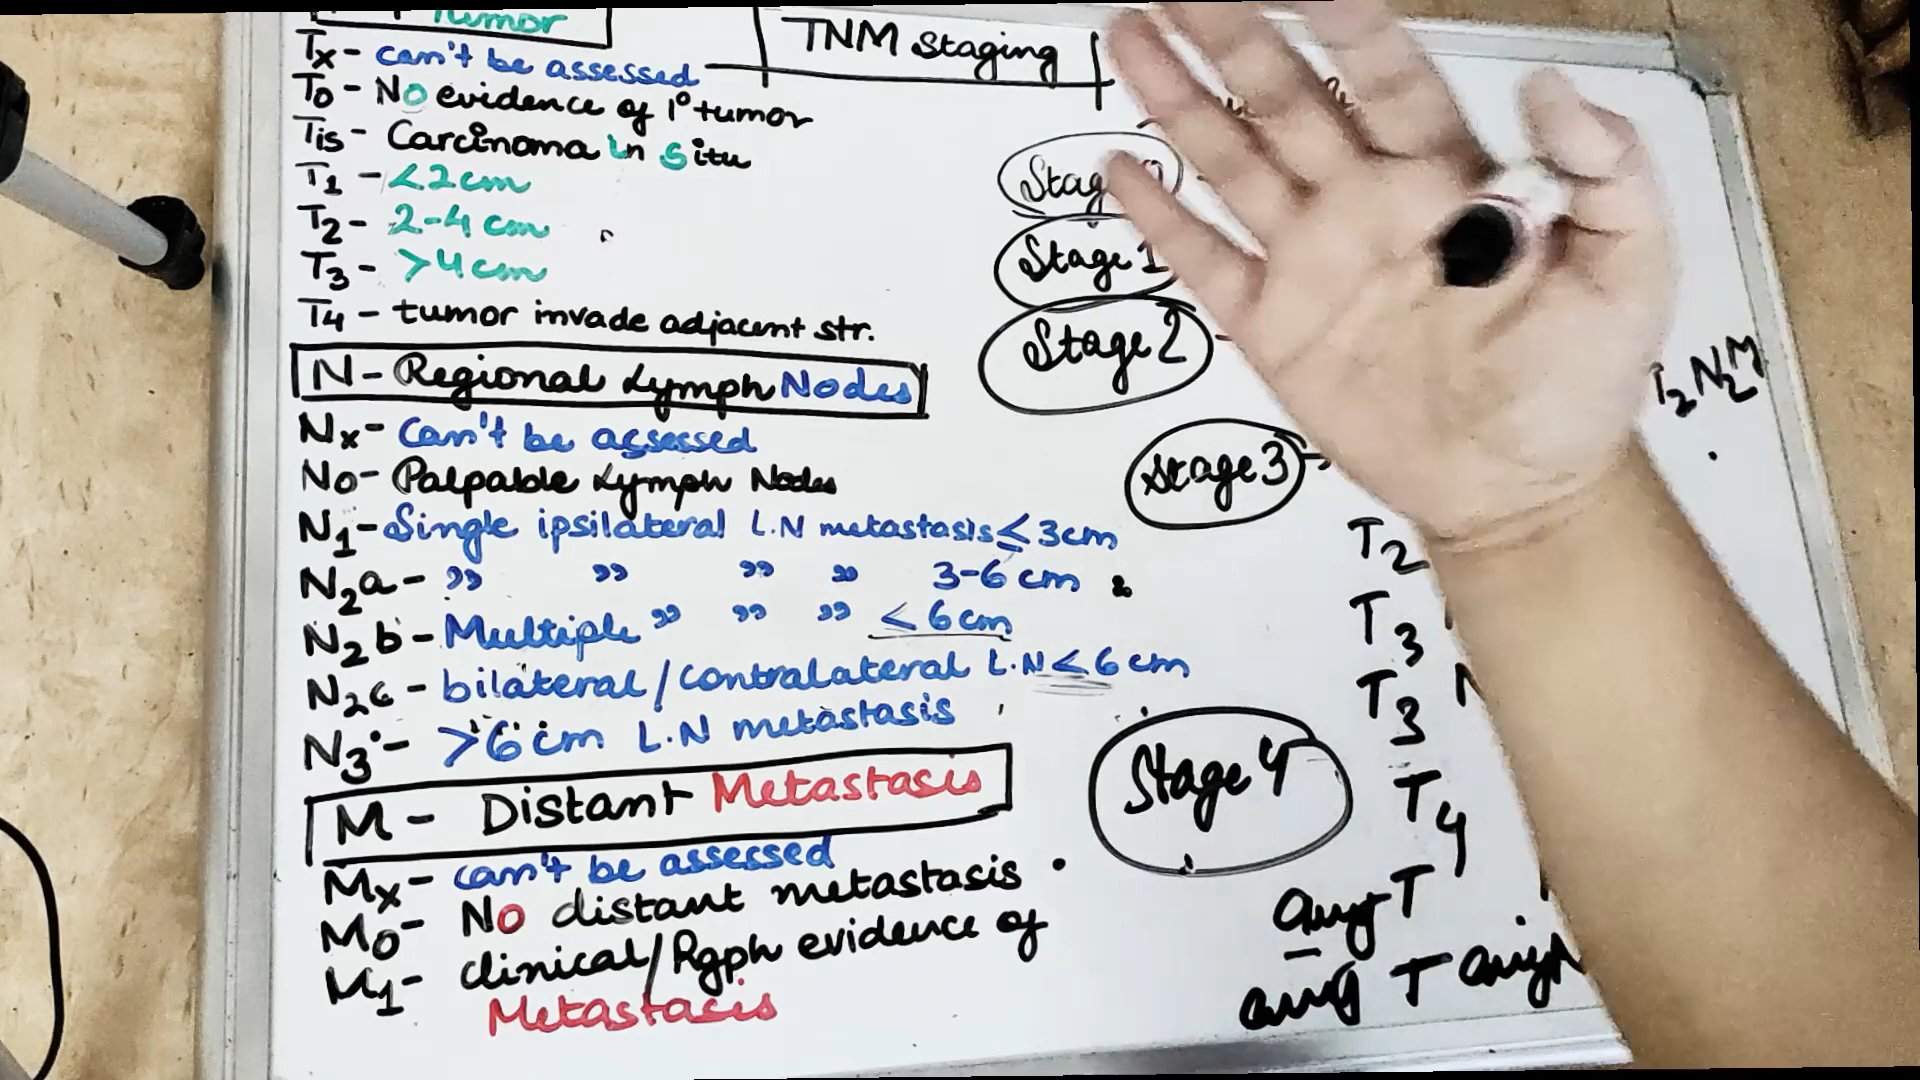 Tumor
TNM Staging
Tx - can't be assessed
T0 - No evidence of 1° tumor
Tis - Carcinoma In Situ
T1 - <2cm
T2 - 2-4 cm
T3 - >4cm
T4 - tumor invade adjacent str.
N - Regional Lymph Nodes
Nx - can't be assessed
No - Palpable Lymph Nodes
N1 - Single ipsilateral L.N metastasis ≤ 3cm
N2a - ” ” ” ” 3-6 cm
N2b - Multiple ” ” ” < 6cm
N2c - bilateral/contralateral L.N < 6 cm
N3 - >6 cm L.N metastasis
M - Distant Metastasis
Mx - can't be assessed
M0 - No distant metastasis
M1 - clinical/Rgph evidence of
Metastasis
Stage 1
Stage 2
Stage 3
Stage 4
T2 N2 M
T2
T3
T3
T4
any T
any T any N